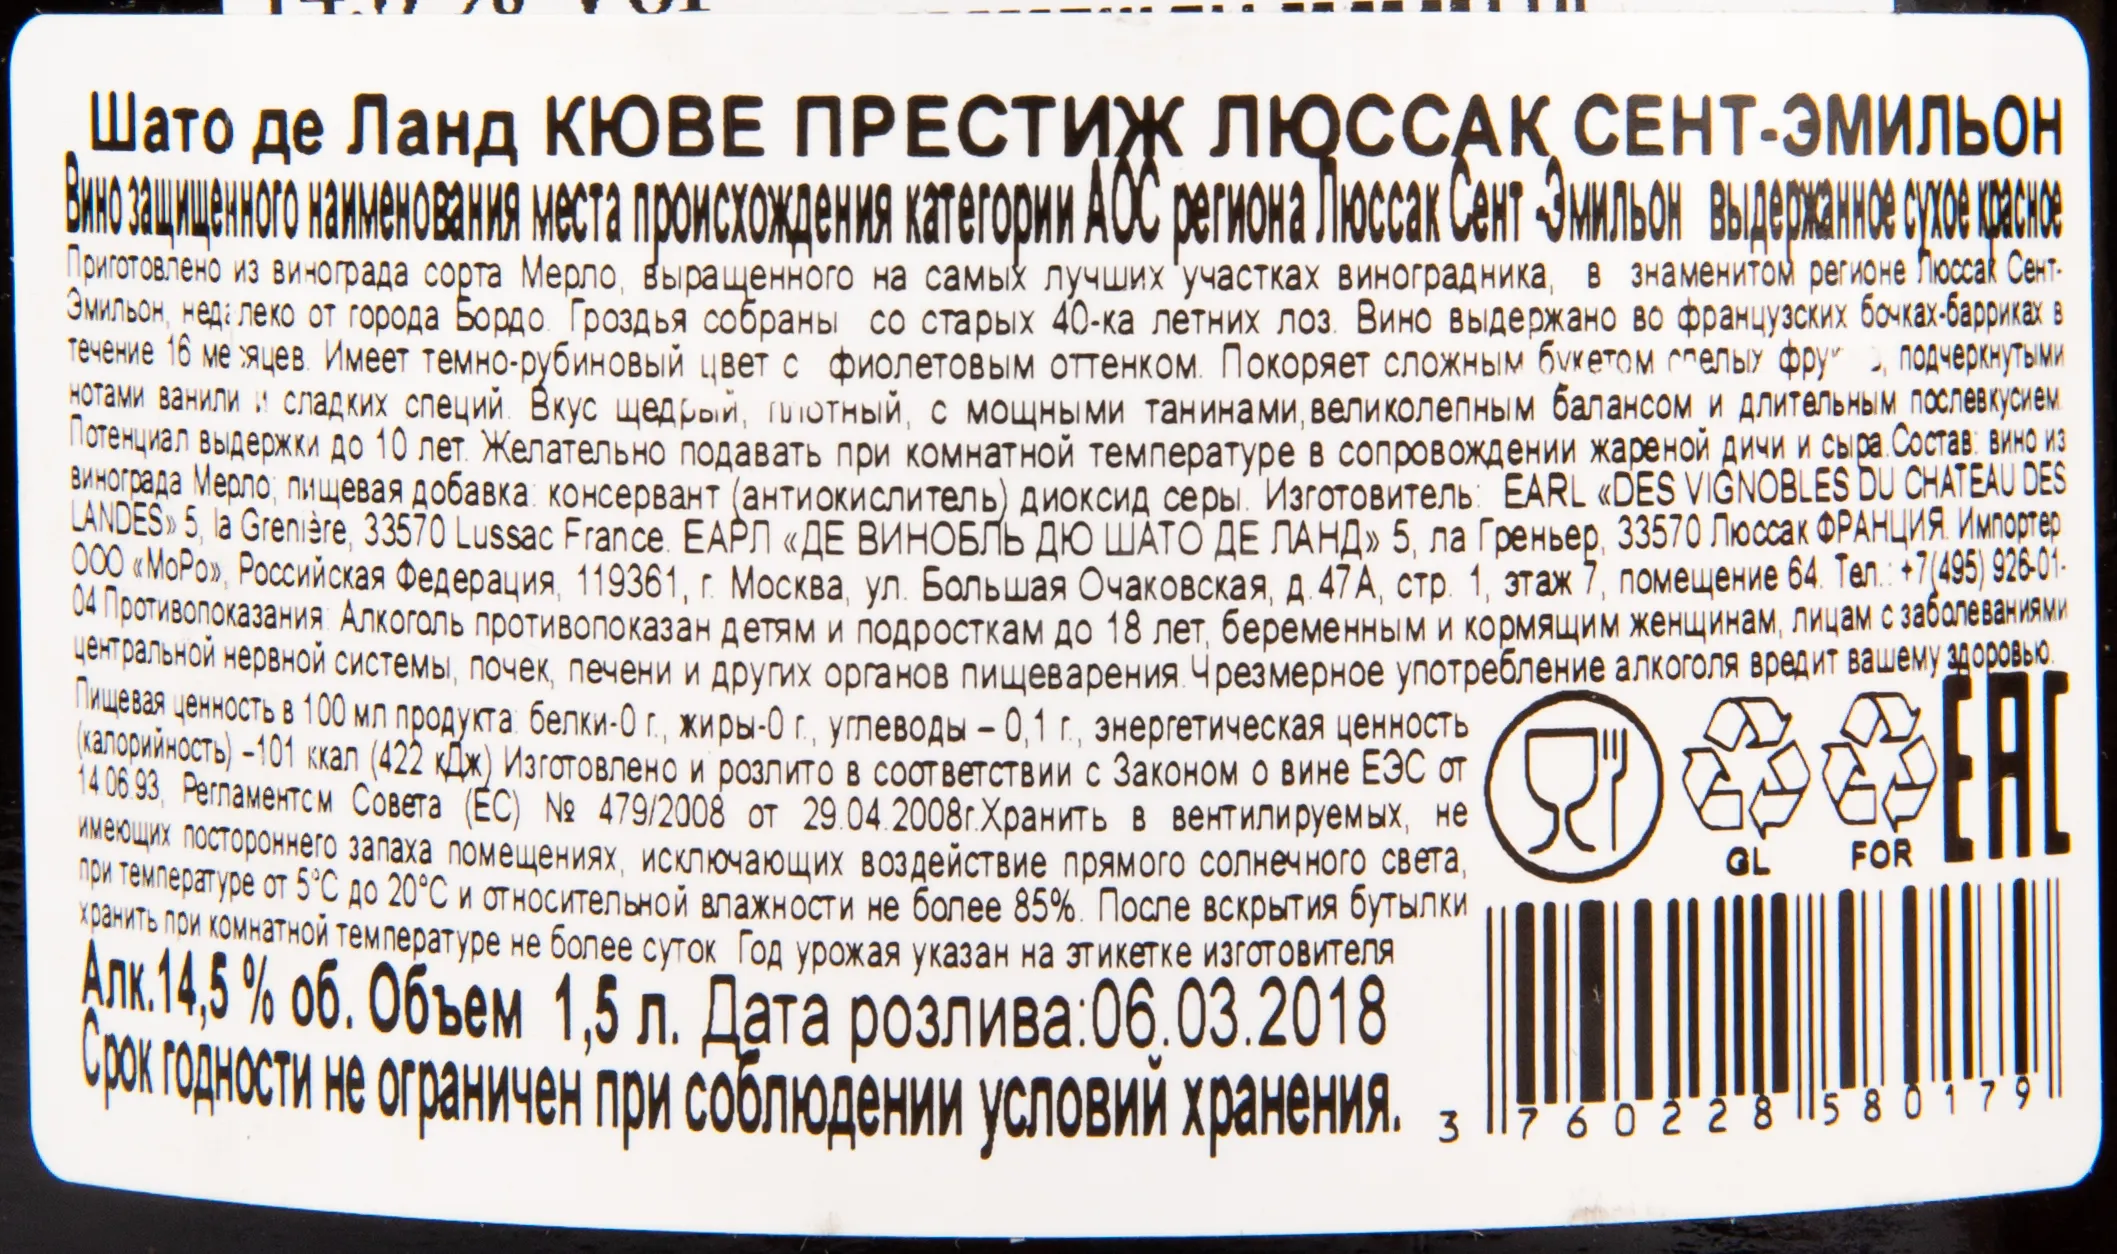 Шато де Ланд КЮВЕ ПРЕСТИЖ ЛЮССАК СЕНТ-ЭМИЛЬОН
Вино защищенного наименования места происхождения категории АОС региона Люссак Сент -Эмильон выдержанное сухое красное
Приготовлено из винограда сорта Мерло, выращенного на самых лучших участках виноградника, в знаменитом регионе Люссак Сент-
Эмильон, недалеко от города Бордо. Гроздья собраны со старых 40-ка летних лоз. Вино выдержано во французских бочках-барриках в
течение 16 месяцев. Имеет темно-рубиновый цвет с фиолетовым оттенком. Покоряет сложным букетом спелых подчеркнутыми
нотами ванили и сладких специй. Вкус щедрый, плотный, с мощными танинами,великолепным балансом и длительным послевкусием.
Потенциал выдержки до 10 лет. Желательно подавать при комнатной температуре в сопровождении жареной дичи и сыра.Состав: вино из
винограда Мерло; пищевая добавка: консервант (антиокислитель) диоксид серы. Изготовитель: EARL «DES VIGNOBLES DU CHATEAU DES
LANDES» 5, la Grenière, 33570 Lussac France. ЕАРЛ «ДЕ ВИНОБЛЬ ДЮ ШАТО ДЕ ЛАНД» 5, ла Греньер, 33570 Люссак ФРАНЦИЯ. Импортер
ООО «МоРо», Российская Федерация, 119361, г. Москва, ул. Большая Очаковская, д.47А, стр. 1, этаж 7, помещение 64. Тел.: +7(495) 926-01-
04 Противопоказания: Алкоголь противопоказан детям и подросткам до 18 лет, беременным и кормящим женщинам, лицам с заболеваниями
центральной нервной системы, почек, печени и других органов пищеварения.Чрезмерное употребление алкоголя вредит вашему здоровью.
Пищевая ценность в 100 мл продукта: белки-0 г., жиры-0 г., углеводы – 0,1 г., энергетическая ценность
(калорийность) –101 ккал (422 кДж) Изготовлено и розлито в соответствии с Законом о вине ЕЭС от
14.06.93, Регламентом Совета (ЕС) № 479/2008 от 29.04.2008г.Хранить в вентилируемых, не
имеющих постороннего запаха помещениях, исключающих воздействие прямого солнечного света,
при температуре от 5°C до 20°C и относительной влажности не более 85%. После вскрытия бутылки
хранить при комнатной температуре не более суток Год урожая указан на этикетке изготовителя
Алк.14,5 % об. Объем 1,5 л. Дата розлива:06.03.2018
Срок годности не ограничен при соблюдении условий хранения.
GL FOR EAC
3 760228 580179